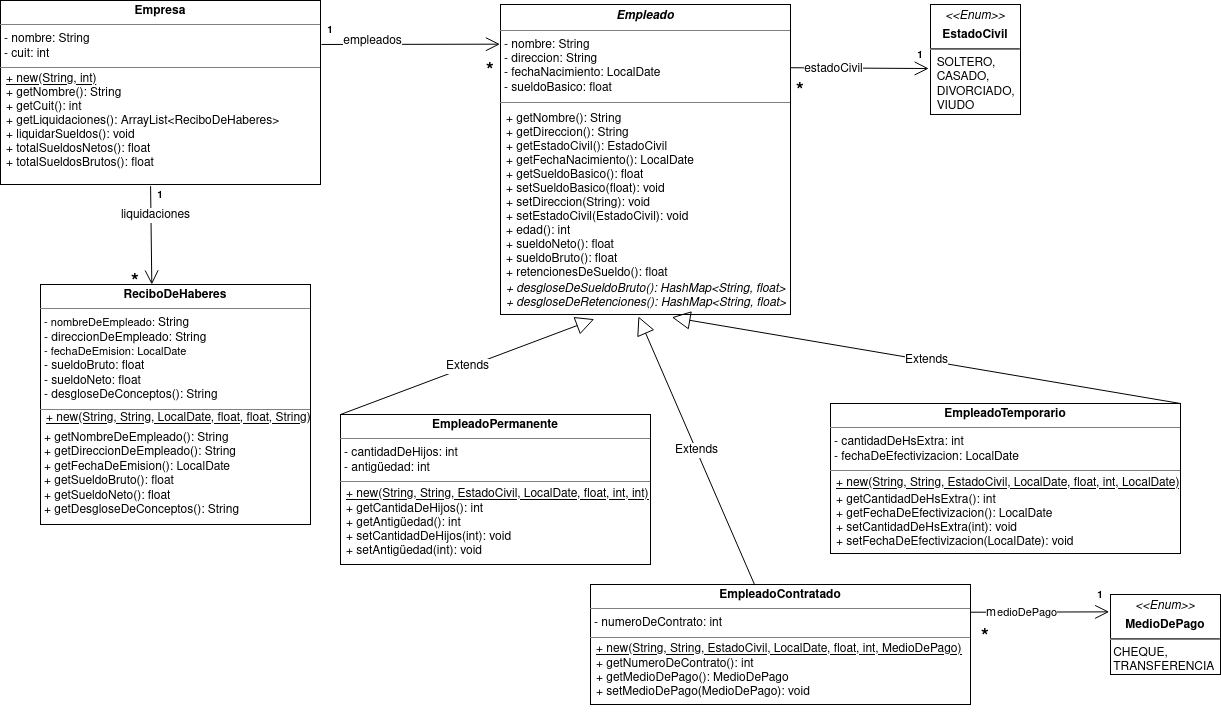 Empresa
- nombre: String
- cuit: int
+ new(String, int)
+ getNombre(): String
+ getCuit(): int
+ getLiquidaciones(): ArrayList<ReciboDeHaberes>
+ liquidarSueldos(): void
+ totalSueldosNetos(): float
+ totalSueldosBrutos(): float
1
empleados
*
Empleado
- nombre: String
- direccion: String
- fechaNacimiento: LocalDate
- sueldoBasico: float
+ getNombre(): String
+ getDireccion(): String
+ getEstadoCivil(): EstadoCivil
+ getFechaNacimiento(): LocalDate
+ getSueldoBasico(): float
+ setSueldoBasico(float): void
+ setDireccion(String): void
+ setEstadoCivil(EstadoCivil): void
+ edad(): int
+ sueldoNeto(): float
+ sueldoBruto(): float
+ retencionesDeSueldo(): float
+ desgloseDeSueldoBruto(): HashMap<String, float>
+ desgloseDeRetenciones(): HashMap<String, float>
1
estadoCivil
*
<<Enum>>
EstadoCivil
SOLTERO,
CASADO,
DIVORCIADO,
VIUDO
1
liquidaciones
*
ReciboDeHaberes
- nombreDeEmpleado: String
- direccionDeEmpleado: String
- fechaDeEmision: LocalDate
- sueldoBruto: float
- sueldoNeto: float
- desgloseDeConceptos(): String
+ new(String, String, LocalDate, float, float, String)
+ getNombreDeEmpleado(): String
+ getDireccionDeEmpleado(): String
+ getFechaDeEmision(): LocalDate
+ getSueldoBruto(): float
+ getSueldoNeto(): float
+ getDesgloseDeConceptos(): String
Extends
Extends
Extends
EmpleadoPermanente
- cantidadDeHijos: int
- antigüedad: int
+ new(String, String, EstadoCivil, LocalDate, float, int, int)
+ getCantidaDeHijos(): int
+ getAntigüedad(): int
+ setCantidadDeHijos(int): void
+ setAntigüedad(int): void
EmpleadoTemporario
- cantidadDeHsExtra: int
- fechaDeEfectivizacion: LocalDate
+ new(String, String, EstadoCivil, LocalDate, float, int, LocalDate)
+ getCantidadDeHsExtra(): int
+ getFechaDeEfectivizacion(): LocalDate
+ setCantidadDeHsExtra(int): void
+ setFechaDeEfectivizacion(LocalDate): void
EmpleadoContratado
- numeroDeContrato: int
+ new(String, String, EstadoCivil, LocalDate, float, int, MedioDePago)
+ getNumeroDeContrato(): int
+ getMedioDePago(): MedioDePago
+ setMedioDePago(MedioDePago): void
1
medioDePago
*
<<Enum>>
MedioDePago
CHEQUE,
TRANSFERENCIA